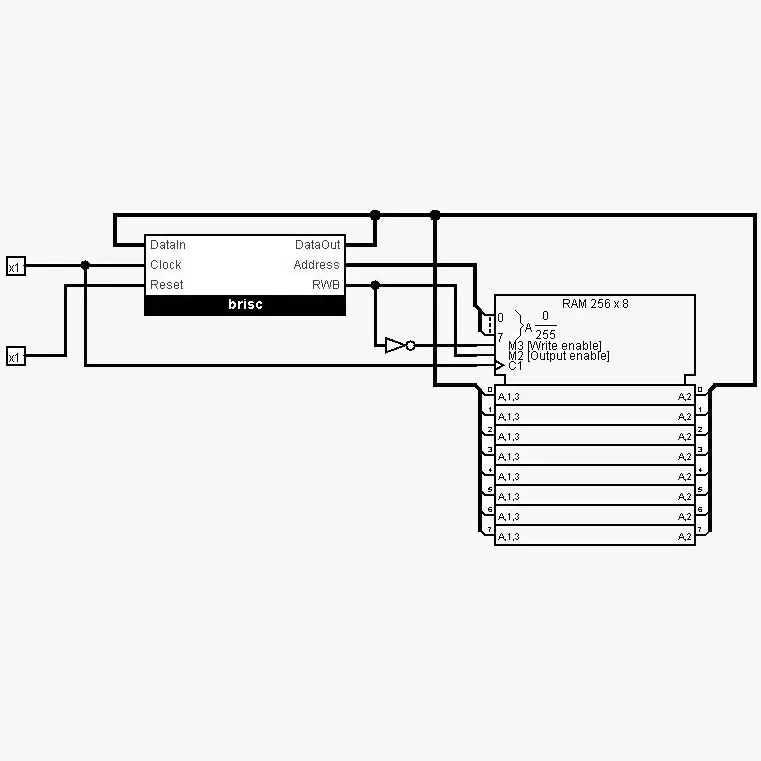 DataIn DataOut
x1 Clock Address
Reset RWB
brisc
x1
RAM 256 x 8
0
7
A 0
255
M3 [Write enable]
M2 [Output enable]
C1
0 A,1,3 A,2 0
1 A,1,3 A,2 1
2 A,1,3 A,2 2
3 A,1,3 A,2 3
4 A,1,3 A,2 4
5 A,1,3 A,2 5
6 A,1,3 A,2 6
7 A,1,3 A,2 7